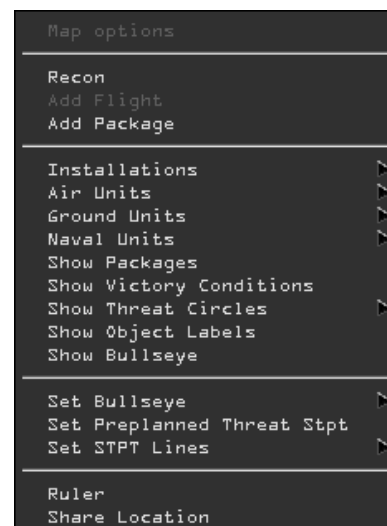 Map options
Recon
Add Flight
Add Package
Installations
Air Units
Ground Units
Naval Units
Show Packages
Show Victory Conditions
Show Threat Circles
Show Object Labels
Show Bullseye
Set Bullseye
Set Preplanned Threat Stpt
Set STPT Lines
Ruler
Share Location